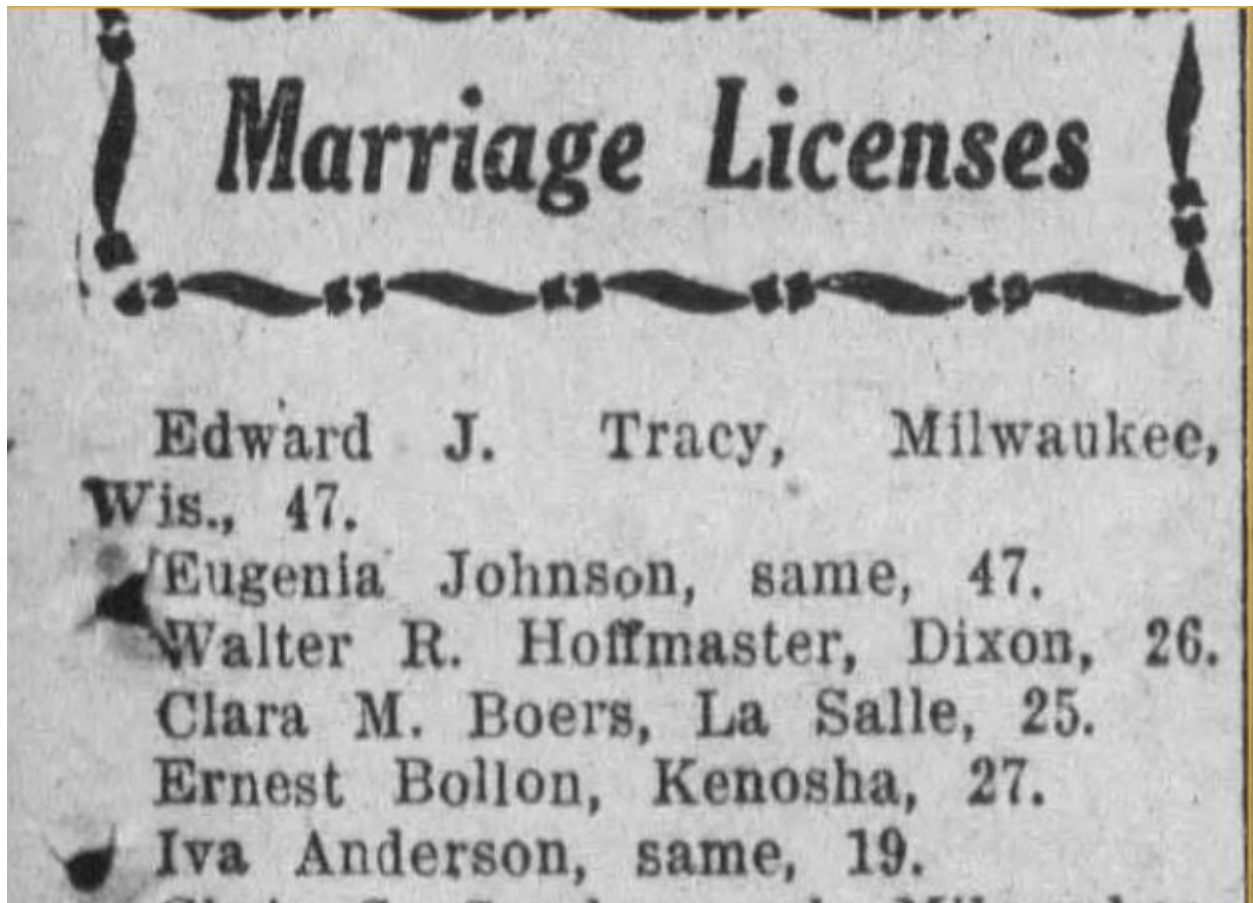 Marriage Licenses
Edward J. Tracy, Milwaukee,
Wis., 47.
Eugenia Johnson, same, 47.
Walter R. Hoffmaster, Dixon, 26.
Clara M. Boers, La Salle, 25.
Ernest Bollon, Kenosha, 27.
Iva Anderson, same, 19.